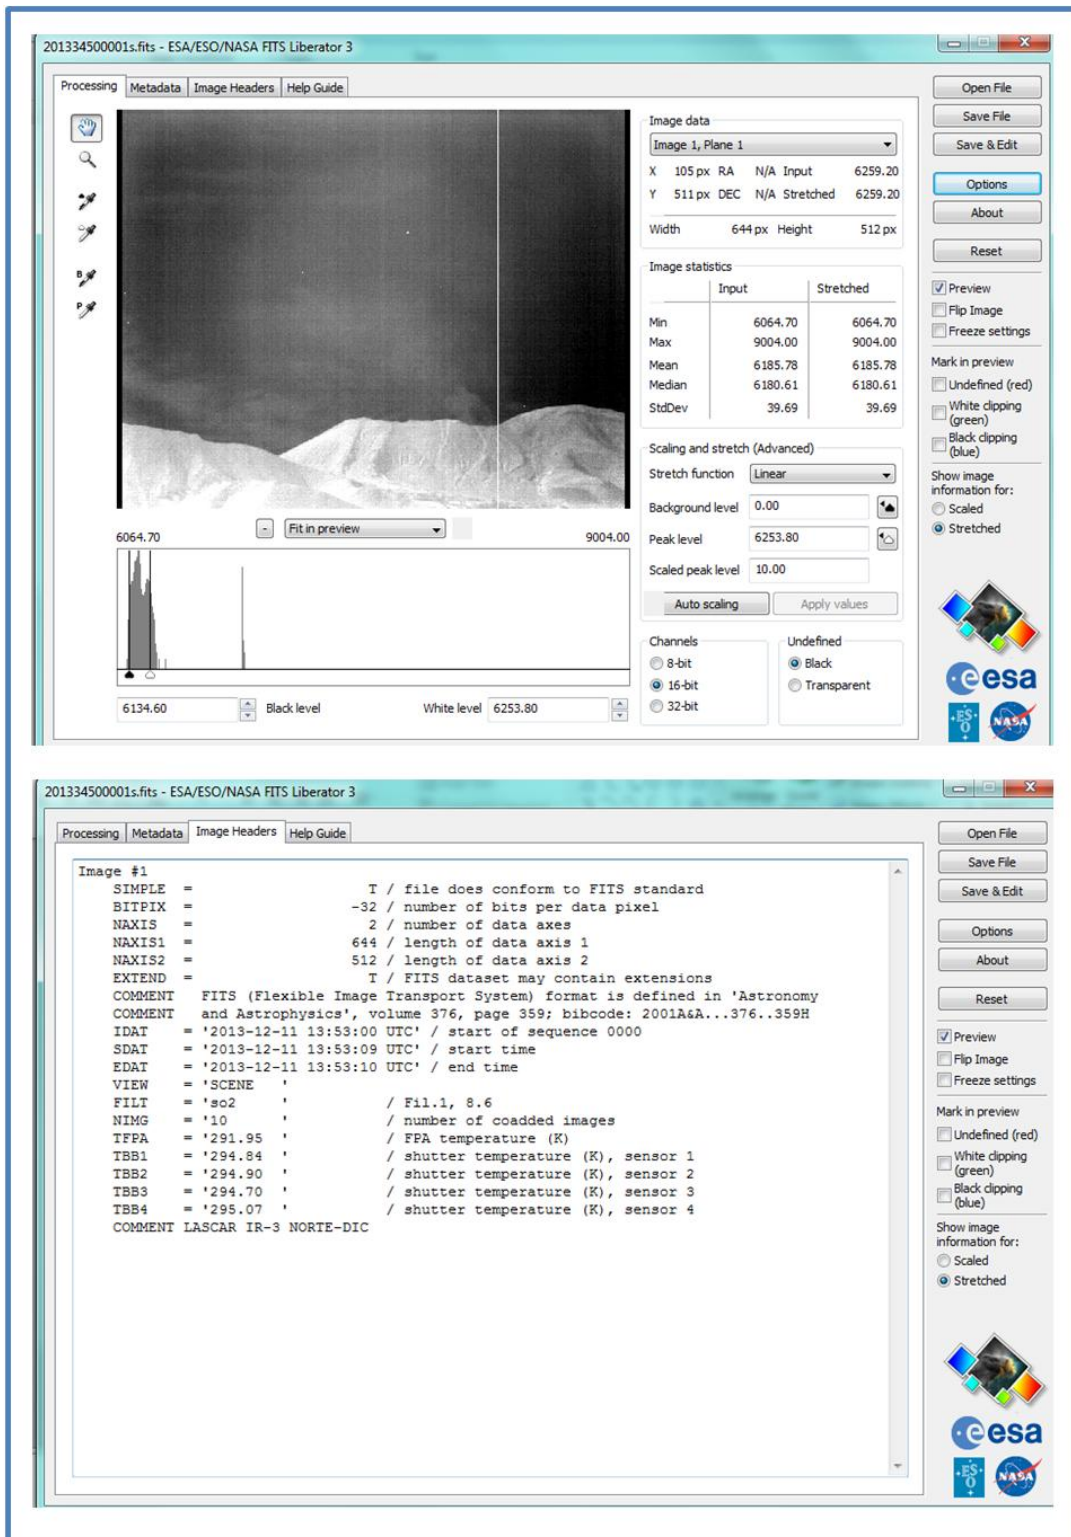 201334500001s.fits - ESA/ESO/NASA FITS Liberator 3
Processing Metadata Image Headers Help Guide
Open File
Save File
Save & Edit
Options
About
Reset
Preview
Flip Image
Freeze settings
Mark in preview
Undefined (red)
White clipping
(green)
Black clipping
(blue)
Show image
information for:
Scaled
Stretched
esa
ES
O
NASA
B
P
Image data
Image 1, Plane 1
X 105 px RA N/A Input 6259.20
Y 511 px DEC N/A Stretched 6259.20
Width 644 px Height 512 px
Image statistics
Input Stretched
Min 6064.70 6064.70
Max 9004.00 9004.00
Mean 6185.78 6185.78
Median 6180.61 6180.61
StdDev 39.69 39.69
Scaling and stretch (Advanced)
Stretch function Linear
Background level 0.00
Peak level 6253.80
Scaled peak level 10.00
Auto scaling Apply values
Channels
8-bit
16-bit
32-bit
Undefined
Black
Transparent
6064.70 - Fit in preview 9004.00
6134.60 Black level White level 6253.80
201334500001s.fits - ESA/ESO/NASA FITS Liberator 3
Processing Metadata Image Headers Help Guide
Image #1
SIMPLE = T / file does conform to FITS standard
BITPIX = -32 / number of bits per data pixel
NAXIS = 2 / number of data axes
NAXIS1 = 644 / length of data axis 1
NAXIS2 = 512 / length of data axis 2
EXTEND = T / FITS dataset may contain extensions
COMMENT FITS (Flexible Image Transport System) format is defined in 'Astronomy
COMMENT and Astrophysics', volume 376, page 359; bibcode: 2001A&A...376..359H
IDAT = '2013-12-11 13:53:00 UTC' / start of sequence 0000
SDAT = '2013-12-11 13:53:09 UTC' / start time
EDAT = '2013-12-11 13:53:10 UTC' / end time
VIEW = 'SCENE '
FILT = 'so2 ' / Fil.1, 8.6
NIMG = '10 ' / number of coadded images
TFPA = '291.95 ' / FPA temperature (K)
TBB1 = '294.84 ' / shutter temperature (K), sensor 1
TBB2 = '294.90 ' / shutter temperature (K), sensor 2
TBB3 = '294.70 ' / shutter temperature (K), sensor 3
TBB4 = '295.07 ' / shutter temperature (K), sensor 4
COMMENT LASCAR IR-3 NORTE-DIC
Open File
Save File
Save & Edit
Options
About
Reset
Preview
Flip Image
Freeze settings
Mark in preview
Undefined (red)
White clipping
(green)
Black clipping
(blue)
Show image
information for:
Scaled
Stretched
esa
ES
O
NASA